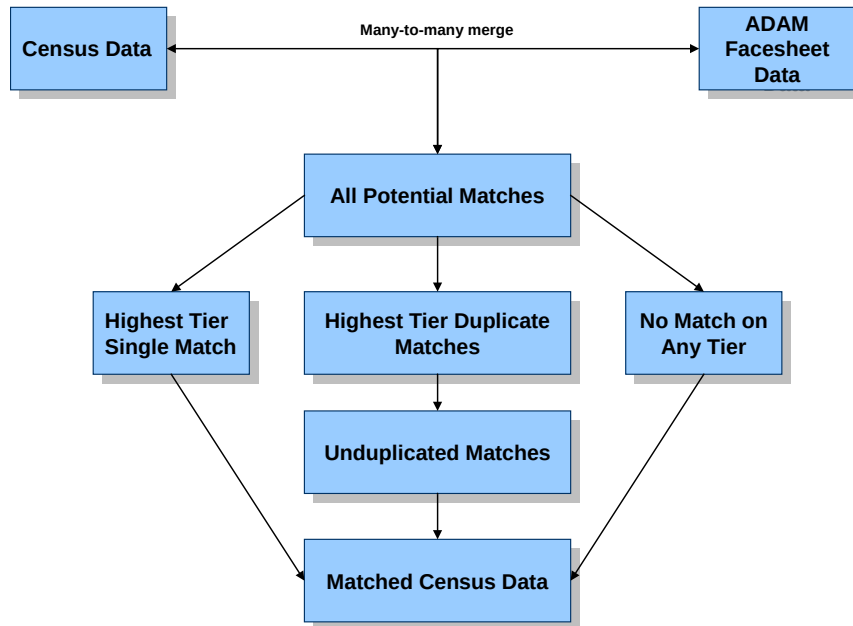 Census Data
Many-to-many merge
ADAM
Facesheet
Data
All Potential Matches
Highest Tier
Single Match
Highest Tier Duplicate
Matches
No Match on
Any Tier
Unduplicated Matches
Matched Census Data